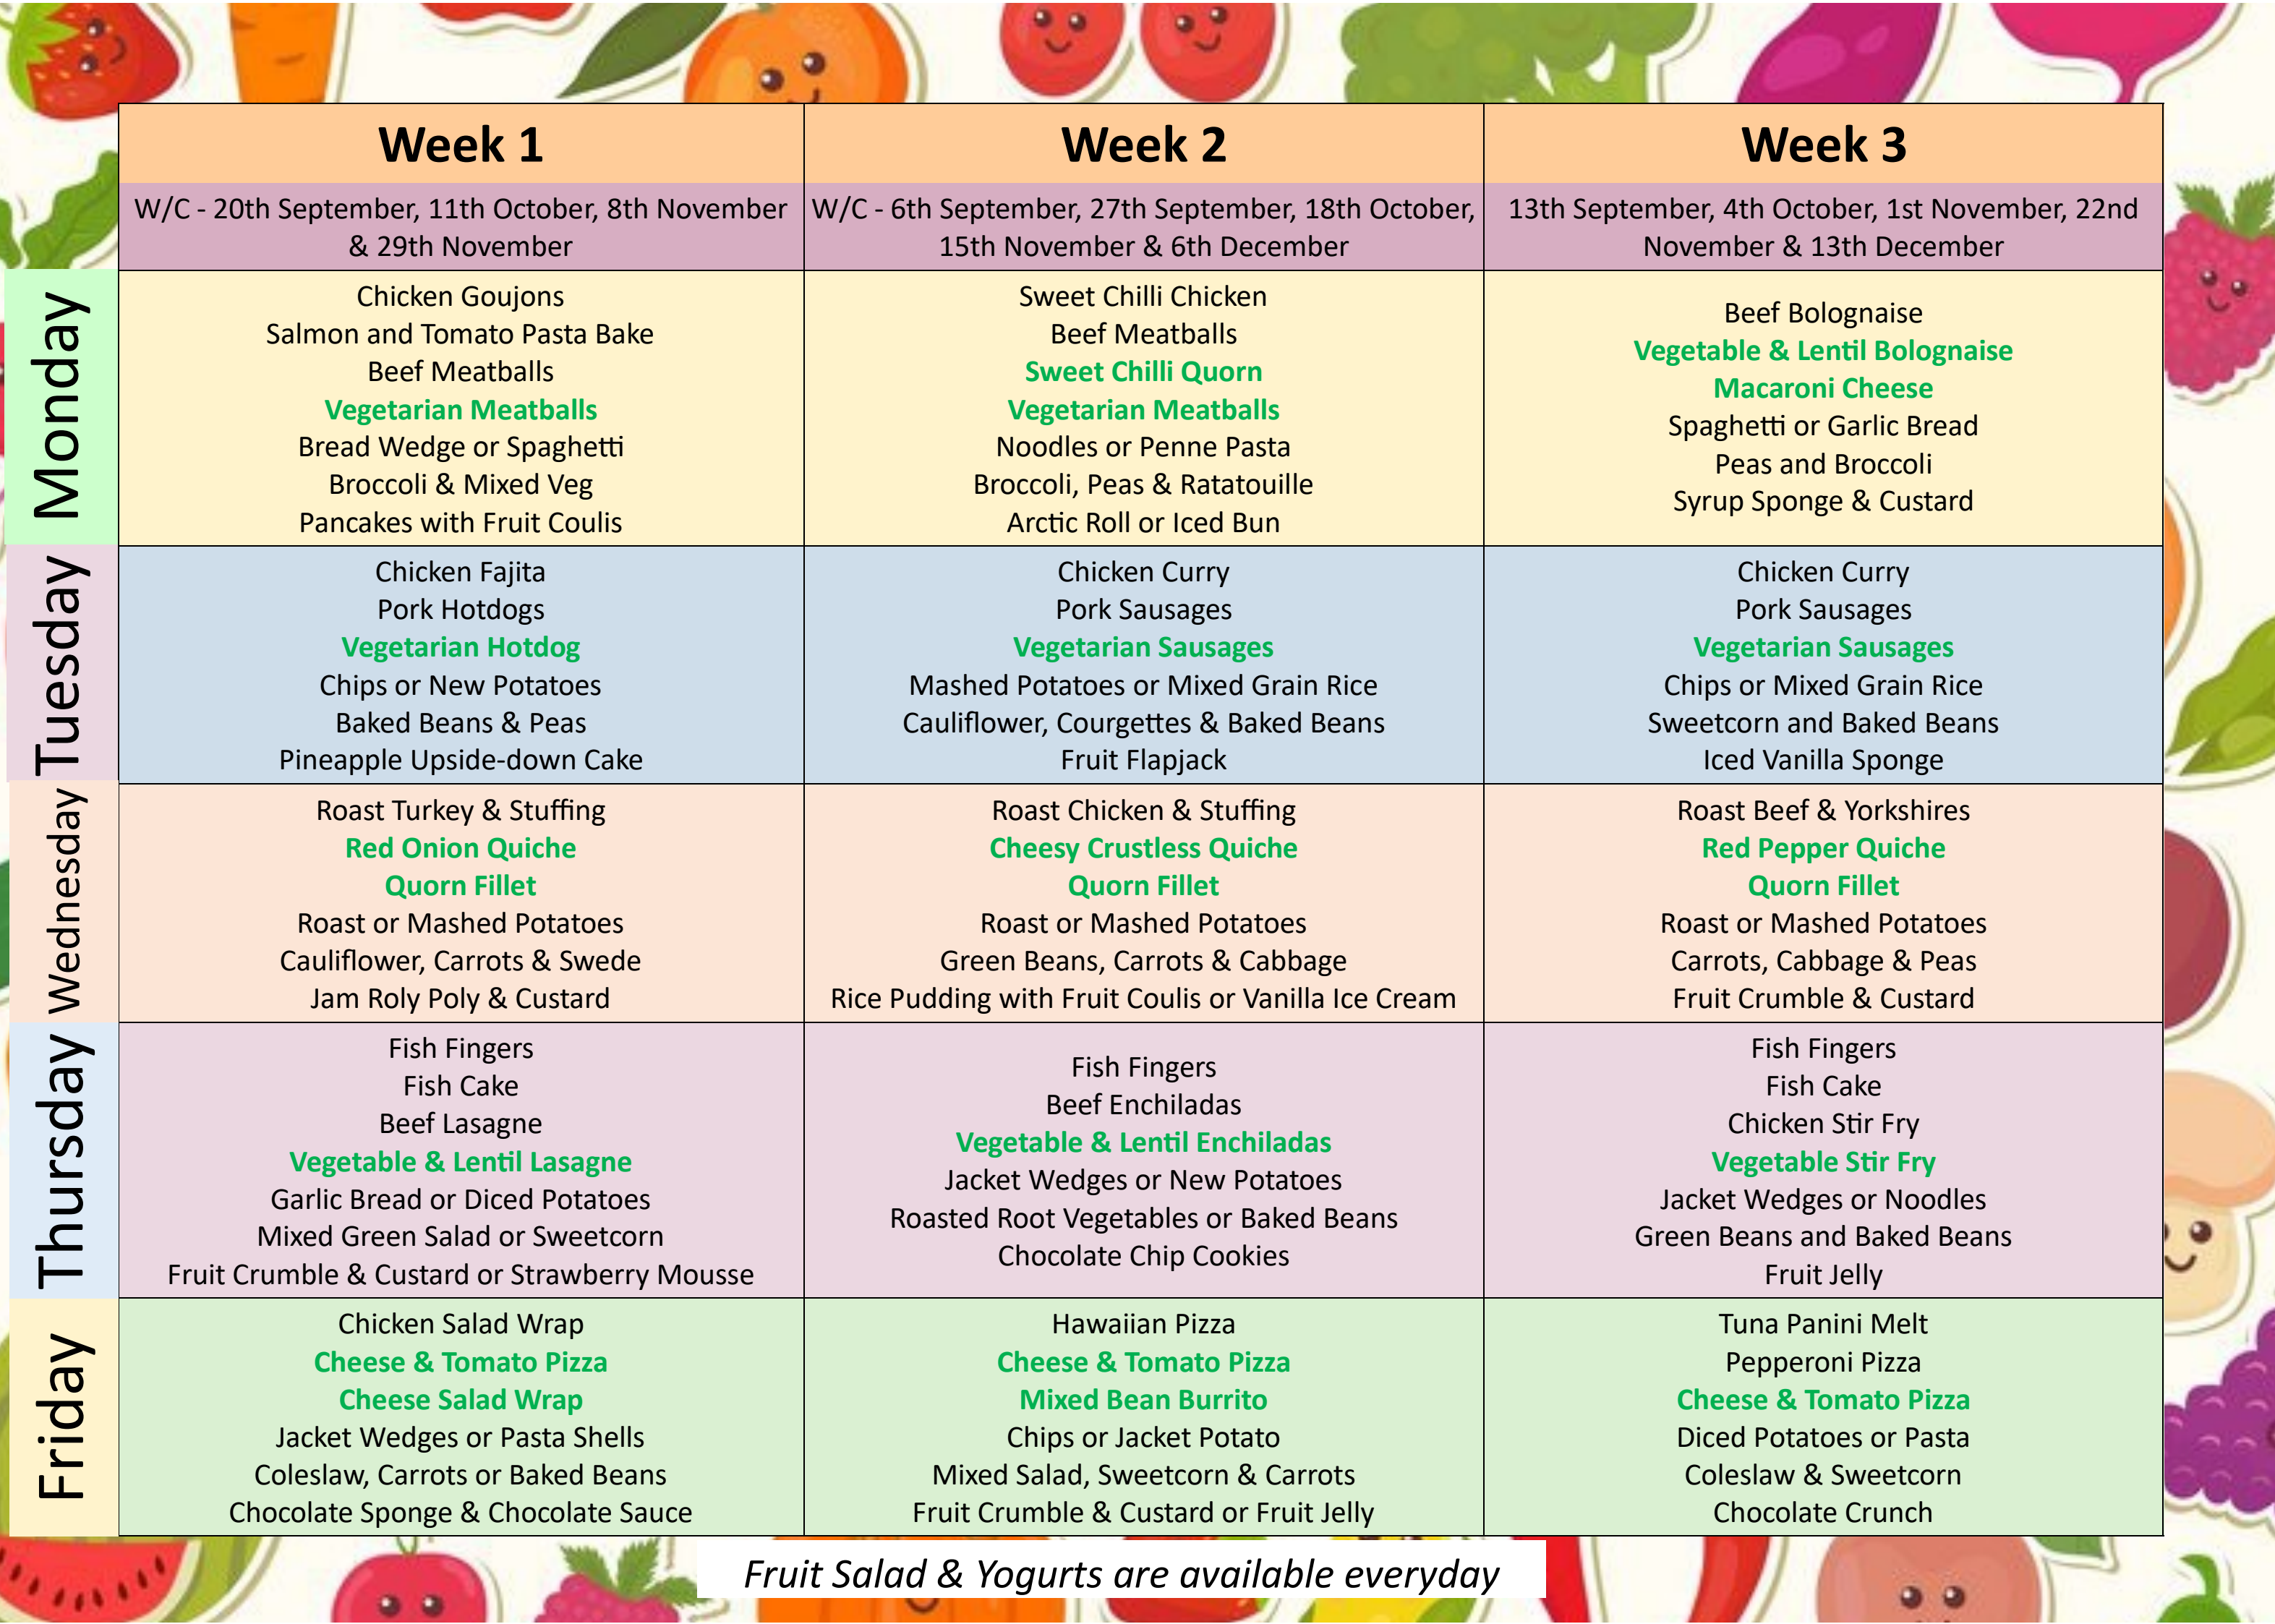 Week 1
Week 2
Week 3
W/C - 20th September, 11th October, 8th November
& 29th November
W/C - 6th September, 27th September, 18th October,
15th November & 6th December
13th September, 4th October, 1st November, 22nd
November & 13th December
Monday
Chicken Goujons
Salmon and Tomato Pasta Bake
Beef Meatballs
Vegetarian Meatballs
Bread Wedge or Spaghetti
Broccoli & Mixed Veg
Pancakes with Fruit Coulis
Sweet Chilli Chicken
Beef Meatballs
Sweet Chilli Quorn
Vegetarian Meatballs
Noodles or Penne Pasta
Broccoli, Peas & Ratatouille
Arctic Roll or Iced Bun
Beef Bolognaise
Vegetable & Lentil Bolognaise
Macaroni Cheese
Spaghetti or Garlic Bread
Peas and Broccoli
Syrup Sponge & Custard
Tuesday
Chicken Fajita
Pork Hotdogs
Vegetarian Hotdog
Chips or New Potatoes
Baked Beans & Peas
Pineapple Upside-down Cake
Chicken Curry
Pork Sausages
Vegetarian Sausages
Mashed Potatoes or Mixed Grain Rice
Cauliflower, Courgettes & Baked Beans
Fruit Flapjack
Chicken Curry
Pork Sausages
Vegetarian Sausages
Chips or Mixed Grain Rice
Sweetcorn and Baked Beans
Iced Vanilla Sponge
Wednesday
Roast Turkey & Stuffing
Red Onion Quiche
Quorn Fillet
Roast or Mashed Potatoes
Cauliflower, Carrots & Swede
Jam Roly Poly & Custard
Roast Chicken & Stuffing
Cheesy Crustless Quiche
Quorn Fillet
Roast or Mashed Potatoes
Green Beans, Carrots & Cabbage
Rice Pudding with Fruit Coulis or Vanilla Ice Cream
Roast Beef & Yorkshires
Red Pepper Quiche
Quorn Fillet
Roast or Mashed Potatoes
Carrots, Cabbage & Peas
Fruit Crumble & Custard
Thursday
Fish Fingers
Fish Cake
Beef Lasagne
Vegetable & Lentil Lasagne
Garlic Bread or Diced Potatoes
Mixed Green Salad or Sweetcorn
Fruit Crumble & Custard or Strawberry Mousse
Fish Fingers
Beef Enchiladas
Vegetable & Lentil Enchiladas
Jacket Wedges or New Potatoes
Roasted Root Vegetables or Baked Beans
Chocolate Chip Cookies
Fish Fingers
Fish Cake
Chicken Stir Fry
Vegetable Stir Fry
Jacket Wedges or Noodles
Green Beans and Baked Beans
Fruit Jelly
Friday
Chicken Salad Wrap
Cheese & Tomato Pizza
Cheese Salad Wrap
Jacket Wedges or Pasta Shells
Coleslaw, Carrots or Baked Beans
Chocolate Sponge & Chocolate Sauce
Hawaiian Pizza
Cheese & Tomato Pizza
Mixed Bean Burrito
Chips or Jacket Potato
Mixed Salad, Sweetcorn & Carrots
Fruit Crumble & Custard or Fruit Jelly
Tuna Panini Melt
Pepperoni Pizza
Cheese & Tomato Pizza
Diced Potatoes or Pasta
Coleslaw & Sweetcorn
Chocolate Crunch
Fruit Salad & Yogurts are available everyday